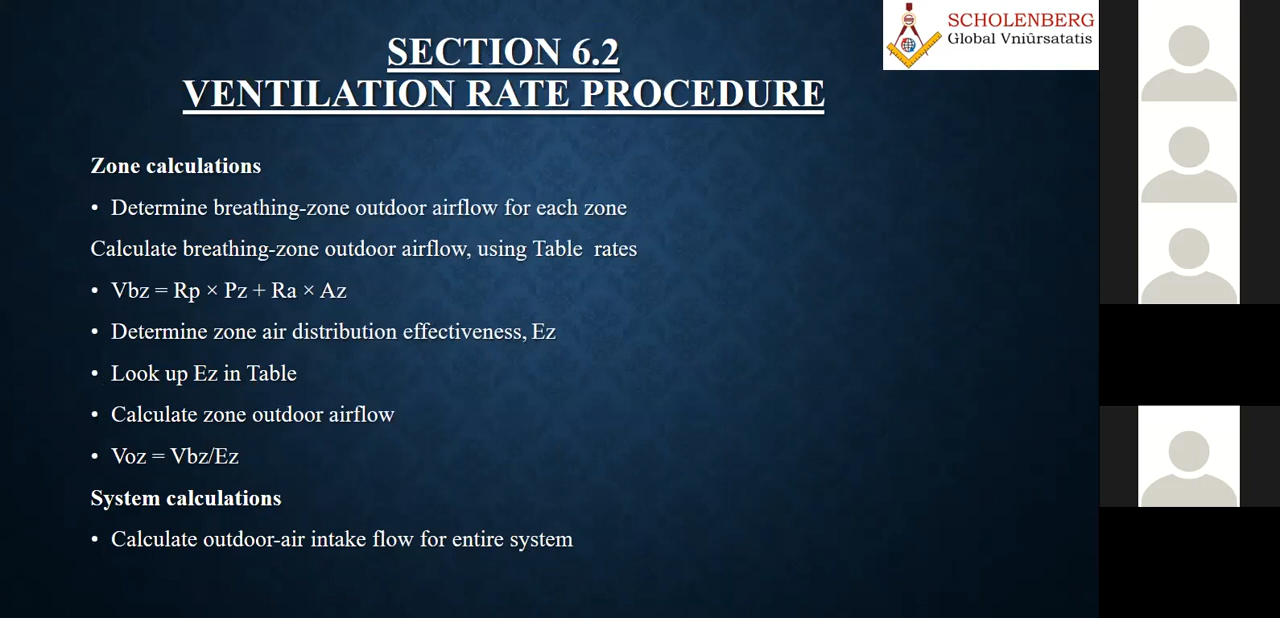 SCHOLENBERG
Global Vniūrsatatis
SECTION 6.2
VENTILATION RATE PROCEDURE
Zone calculations
• Determine breathing-zone outdoor airflow for each zone
Calculate breathing-zone outdoor airflow, using Table rates
• Vbz = Rp × Pz + Ra × Az
• Determine zone air distribution effectiveness, Ez
• Look up Ez in Table
• Calculate zone outdoor airflow
• Voz = Vbz/Ez
System calculations
• Calculate outdoor-air intake flow for entire system